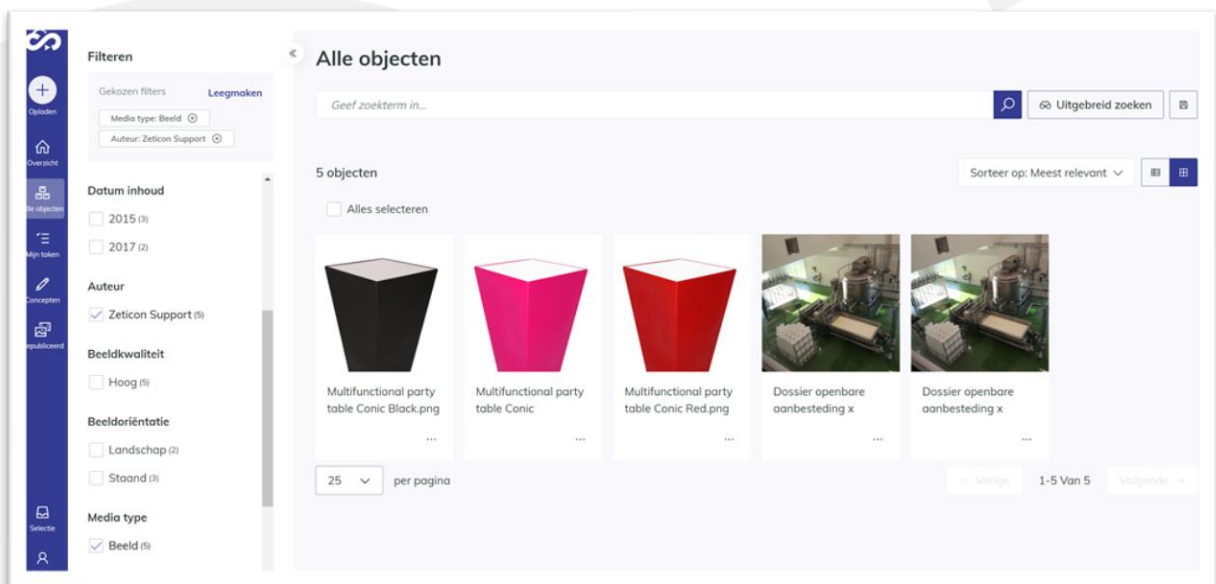 Oploden
Overzicht
lle objecten
Mijn taken
Concepten
epubliceerd
Selectie
Filteren
Gekozen filters Leegmaken
Media type: Beeld
Auteur: Zeticon Support
Datum inhoud
2015 (3)
2017 (2)
Auteur
Zeticon Support (5)
Beeldkwaliteit
Hoog (5)
Beeldoriëntatie
Landschap (2)
Staand (3)
Media type
Beeld (5)
Alle objecten
Geef zoekterm in...
Uitgebreid zoeken
5 objecten
Sorteer op: Meest relevant
Alles selecteren
Multifunctional party
table Conic Black.png
...
Multifunctional party
table Conic
...
Multifunctional party
table Conic Red.png
...
Dossier openbare
aanbesteding x
...
Dossier openbare
aanbesteding x
...
25 per pagina
← Vorige 1-5 Van 5 Volgende →